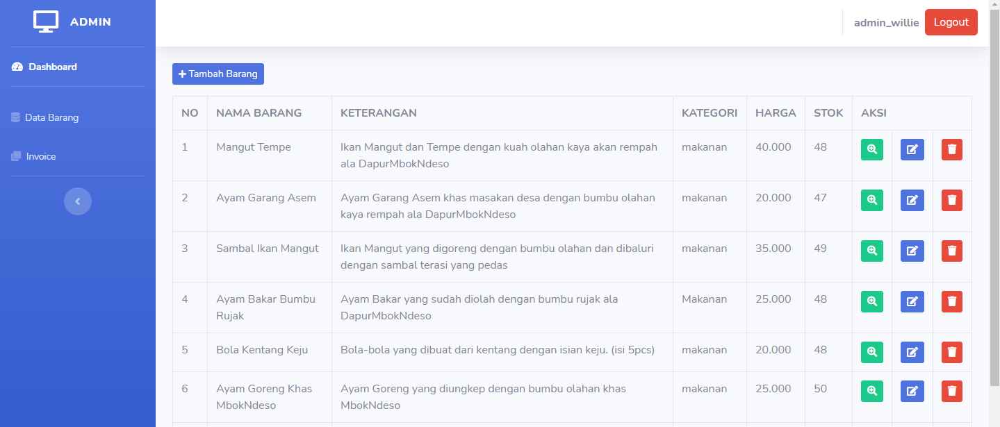 ADMIN
admin_willie Logout
Dashboard
Data Barang
Invoice
Tambah Barang
NO NAMA BARANG KETERANGAN KATEGORI HARGA STOK AKSI
1 Mangut Tempe Ikan Mangut dan Tempe dengan kuah olahan kaya akan rempah makanan 40.000 48
ala DapurMbokNdeso
2 Ayam Garang Asem Ayam Garang Asem khas masakan desa dengan bumbu olahan makanan 20.000 47
kaya rempah ala DapurMbokNdeso
3 Sambal Ikan Mangut Ikan Mangut yang digoreng dengan bumbu olahan dan dibaluri makanan 35.000 49
dengan sambal terasi yang pedas
4 Ayam Bakar Bumbu Ayam Bakar yang sudah diolah dengan bumbu rujak ala Makanan 25.000 48
Rujak DapurMbokNdeso
5 Bola Kentang Keju Bola-bola yang dibuat dari kentang dengan isian keju. (isi 5pcs) makanan 20.000 48
6 Ayam Goreng Khas Ayam Goreng yang diungkep dengan bumbu olahan khas makanan 25.000 50
MbokNdeso MbokNdeso